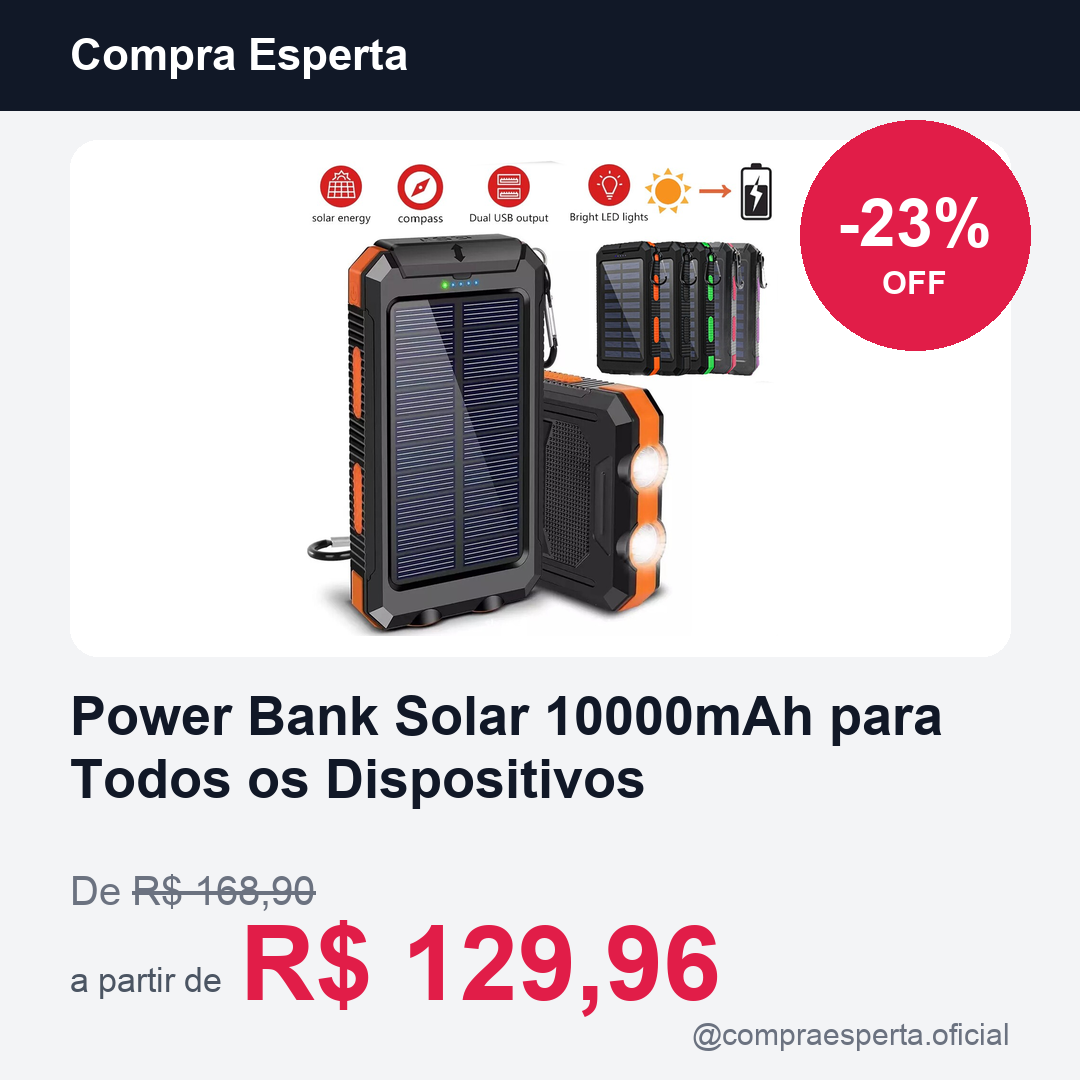 Compra Esperta
solar energy
compass
Dual USB output
Bright LED lights
-23%
OFF
Power Bank Solar 10000mAh para
Todos os Dispositivos
De R$ 168,90
a partir de R$ 129,96
@compraesperta.oficial